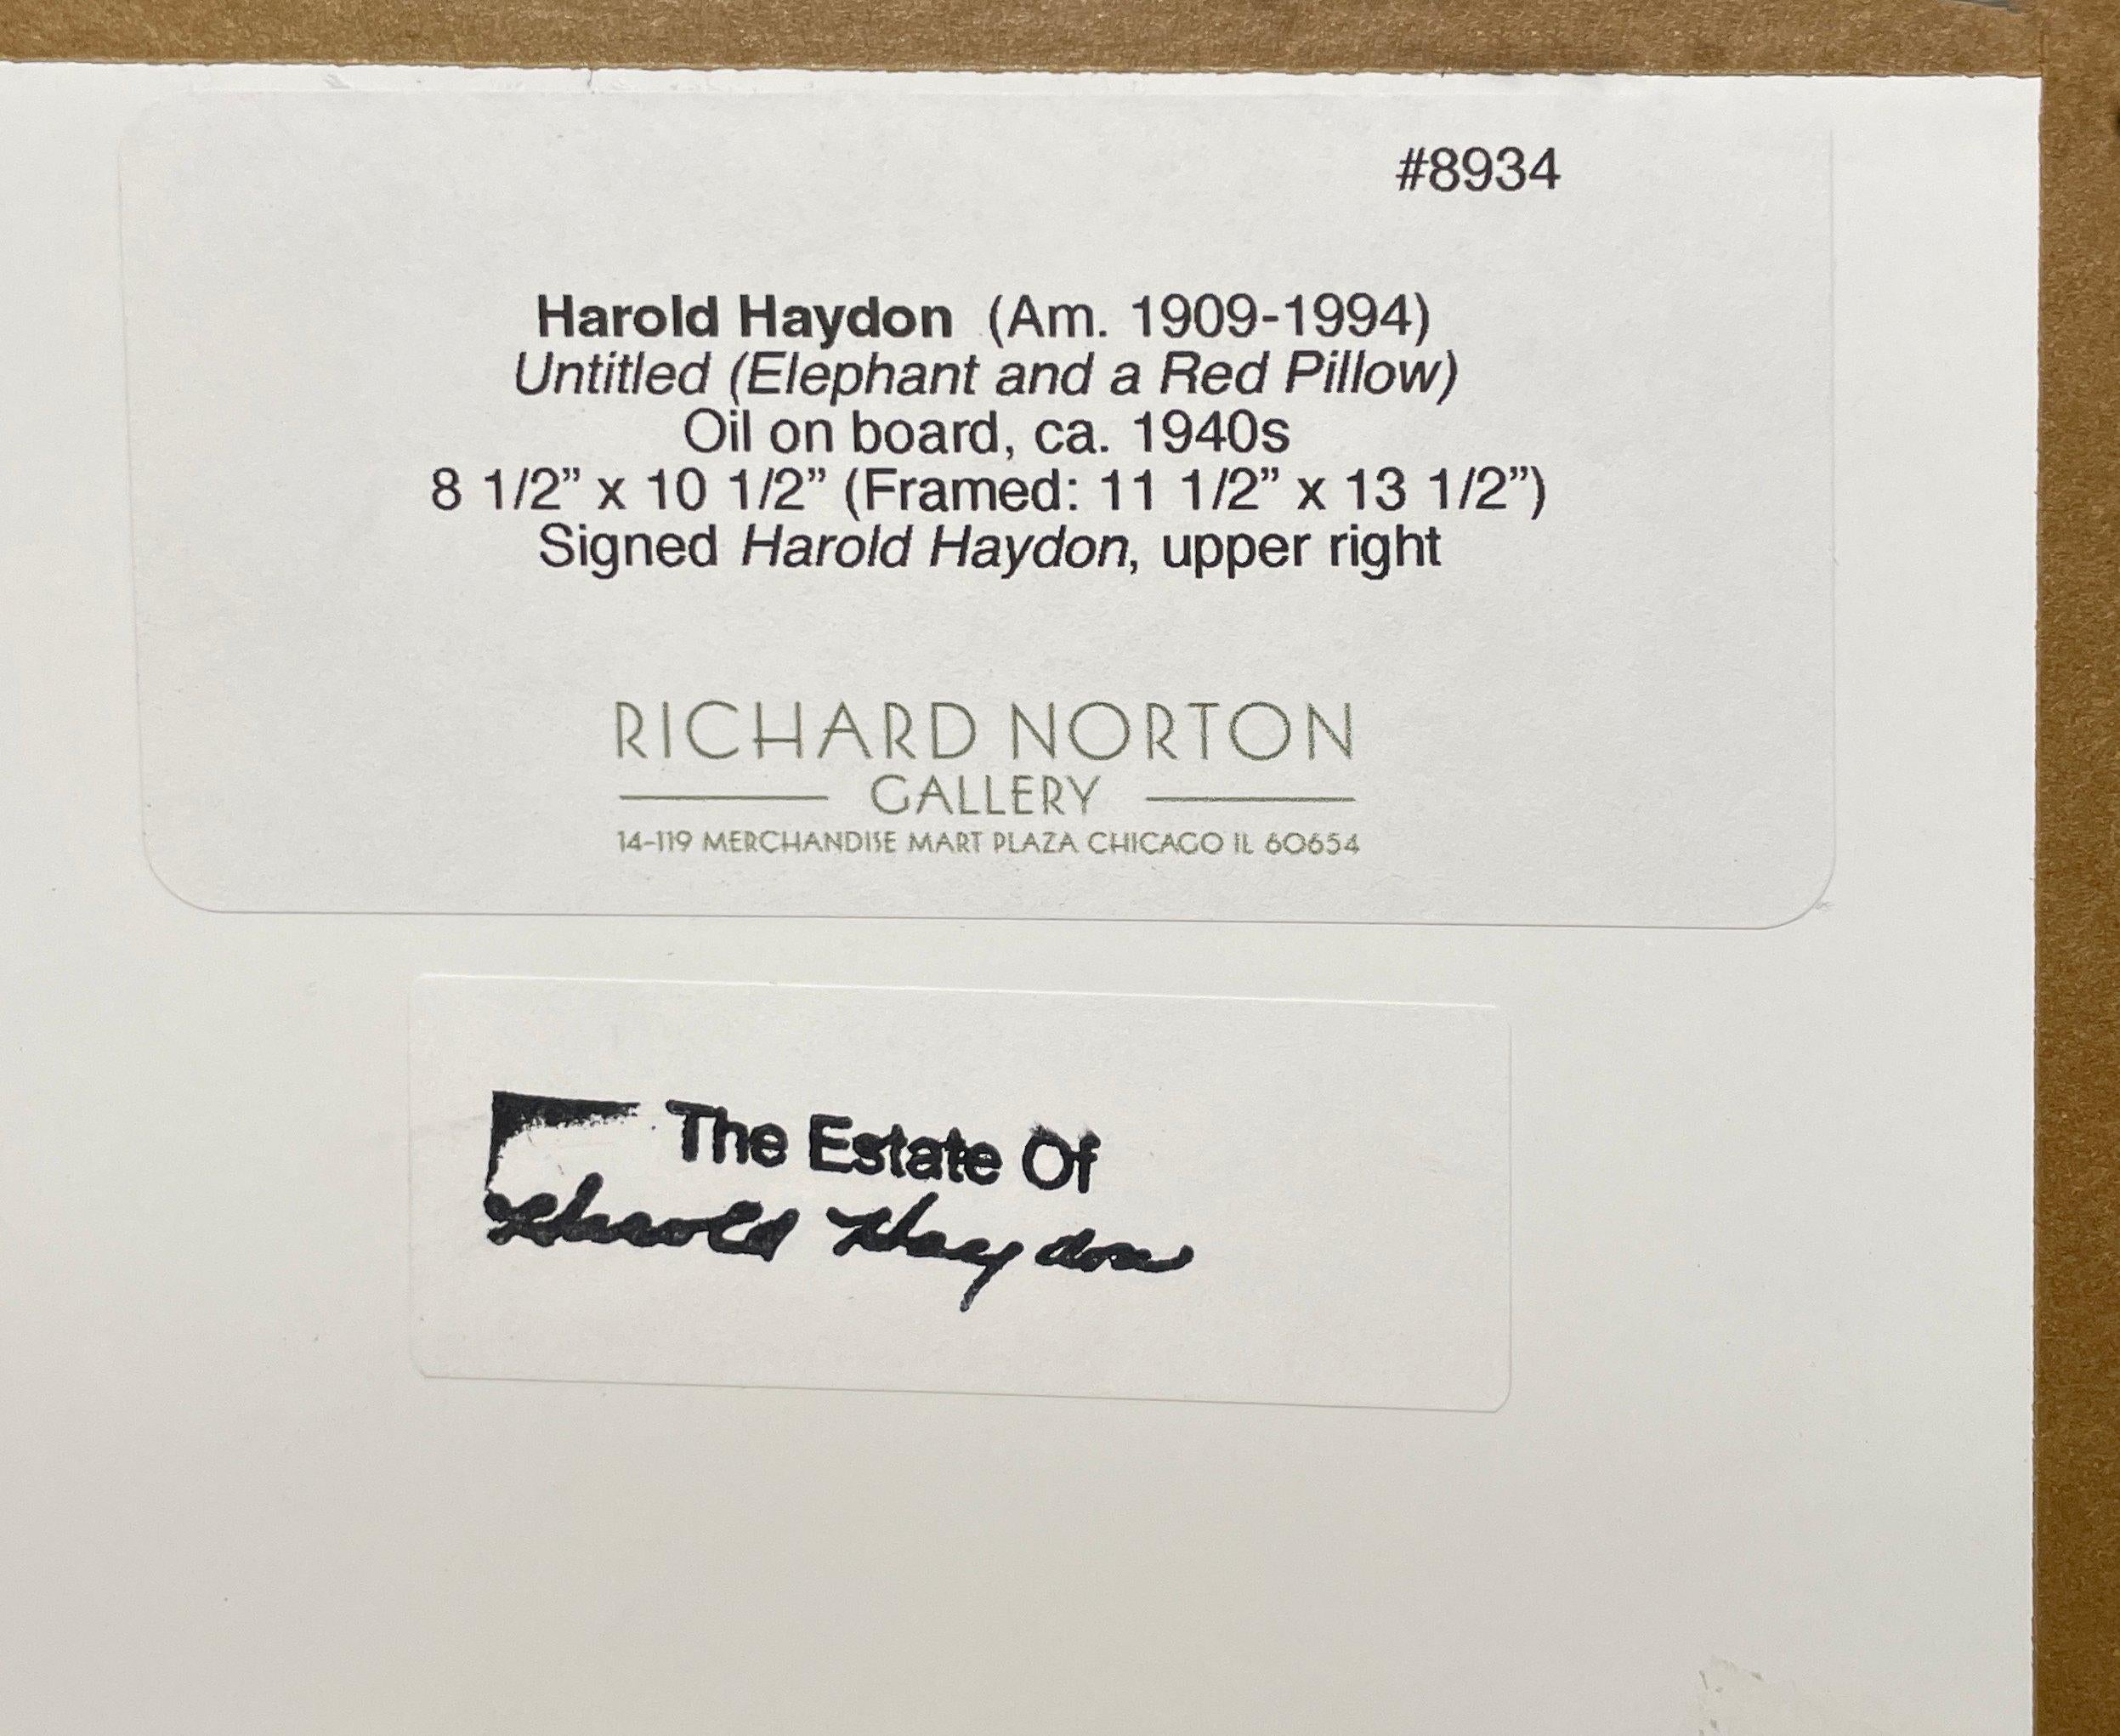 #8934
Harold Haydon (Am. 1909-1994)
Untitled (Elephant and a Red Pillow)
Oil on board, ca. 1940s
8 1/2” x 10 1/2” (Framed: 11 1/2” x 13 1/2”)
Signed Harold Haydon, upper right
RICHARD NORTON
GALLERY
14-119 MERCHANDISE MART PLAZA CHICAGO IL 60654
The Estate Of
Harold Haydon